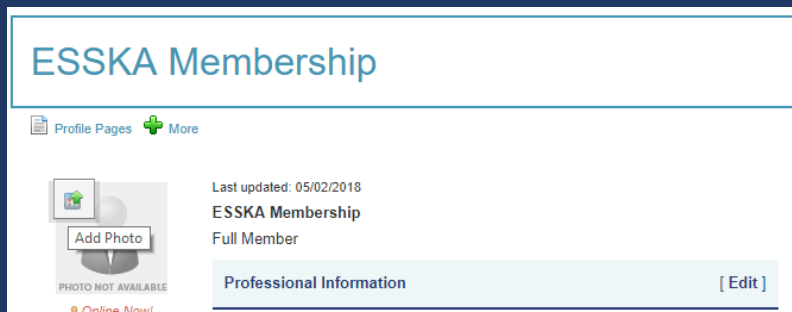 ESSKA Membership
Profile Pages More
Last updated: 05/02/2018
ESSKA Membership
Full Member
Add Photo
PHOTO NOT AVAILABLE
Professional Information [ Edit ]
Online Now!